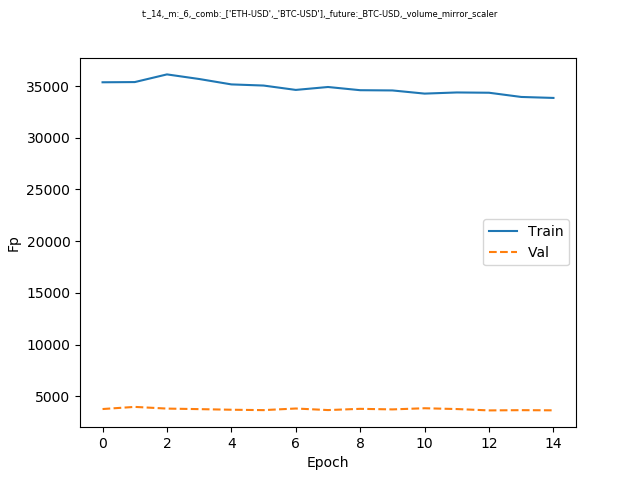 t:_14,_m:_6,_comb:_['ETH-USD',_'BTC-USD'],_future:_BTC-USD,_volume_mirror_scaler
35000
30000
25000
20000
15000
10000
5000
Fp
Train
Val
0 2 4 6 8 10 12 14
Epoch